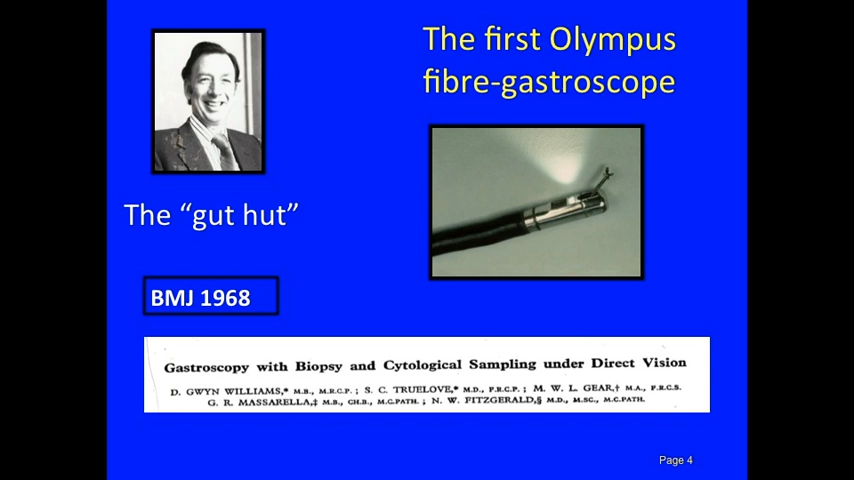 The first Olympus
fibre-gastroscope
The “gut hut”
BMJ 1968
Gastroscopy with Biopsy and Cytological Sampling under Direct Vision
D. GWYN WILLIAMS,* M.B., M.R.C.P. ; S. C. TRUELOVE,* M.D., F.R.C.P. ; M. W. L. GEAR,† M.A., F.R.C.S.
G. R. MASSARELLA,‡ M.B., CH.B., M.C.PATH. ; N. W. FITZGERALD,§ M.D., M.SC., M.C.PATH.
Page 4